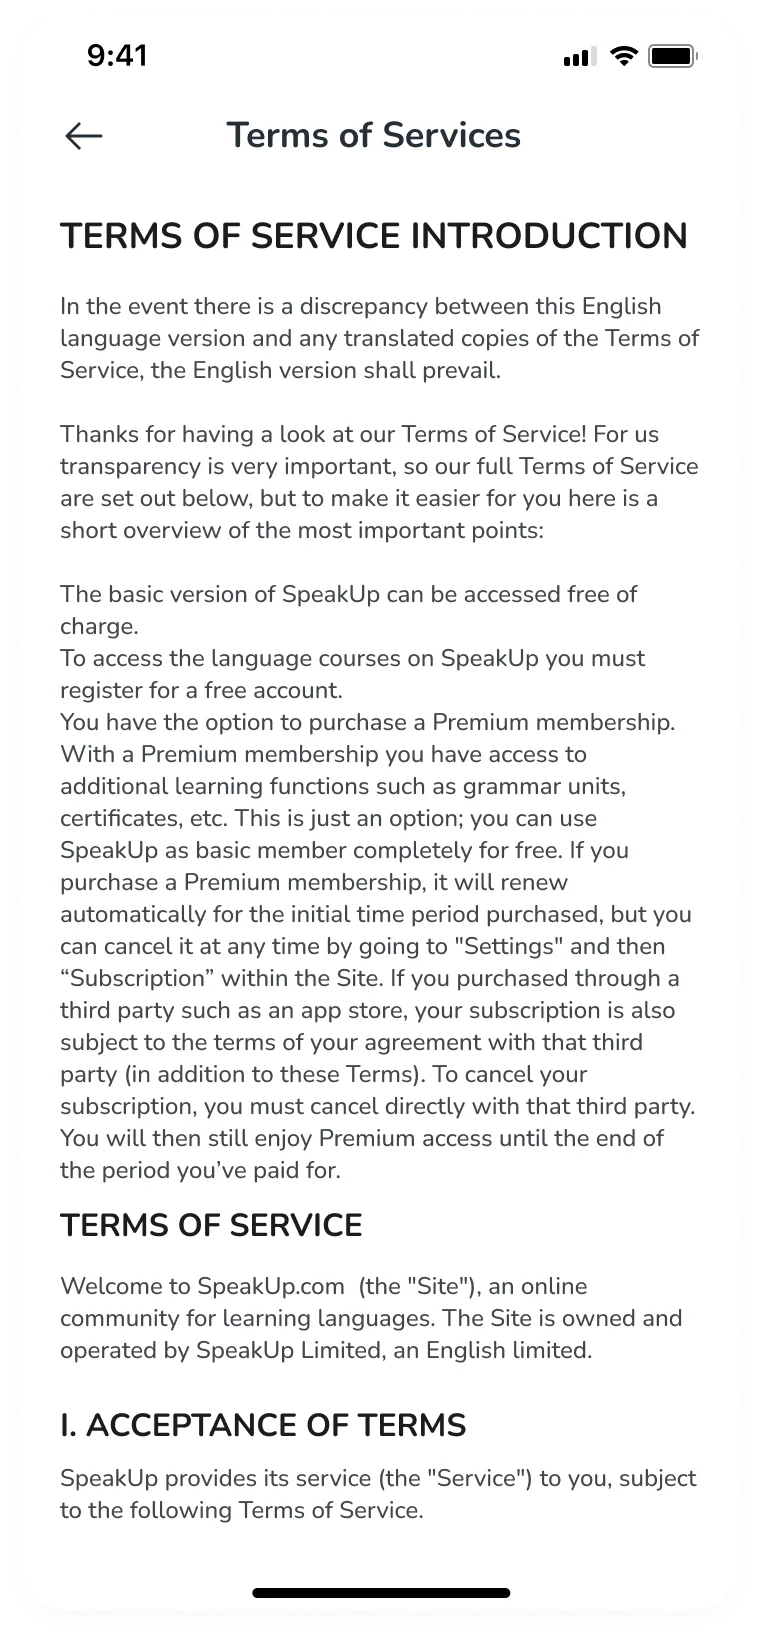 9:41
Terms of Services
TERMS OF SERVICE INTRODUCTION
In the event there is a discrepancy between this English
language version and any translated copies of the Terms of
Service, the English version shall prevail.
Thanks for having a look at our Terms of Service! For us
transparency is very important, so our full Terms of Service
are set out below, but to make it easier for you here is a
short overview of the most important points:
The basic version of SpeakUp can be accessed free of
charge.
To access the language courses on SpeakUp you must
register for a free account.
You have the option to purchase a Premium membership.
With a Premium membership you have access to
additional learning functions such as grammar units,
certificates, etc. This is just an option; you can use
SpeakUp as basic member completely for free. If you
purchase a Premium membership, it will renew
automatically for the initial time period purchased, but you
can cancel it at any time by going to "Settings" and then
“Subscription” within the Site. If you purchased through a
third party such as an app store, your subscription is also
subject to the terms of your agreement with that third
party (in addition to these Terms). To cancel your
subscription, you must cancel directly with that third party.
You will then still enjoy Premium access until the end of
the period you’ve paid for.
TERMS OF SERVICE
Welcome to SpeakUp.com  (the "Site"), an online
community for learning languages. The Site is owned and
operated by SpeakUp Limited, an English limited.
I. ACCEPTANCE OF TERMS
SpeakUp provides its service (the "Service") to you, subject
to the following Terms of Service.